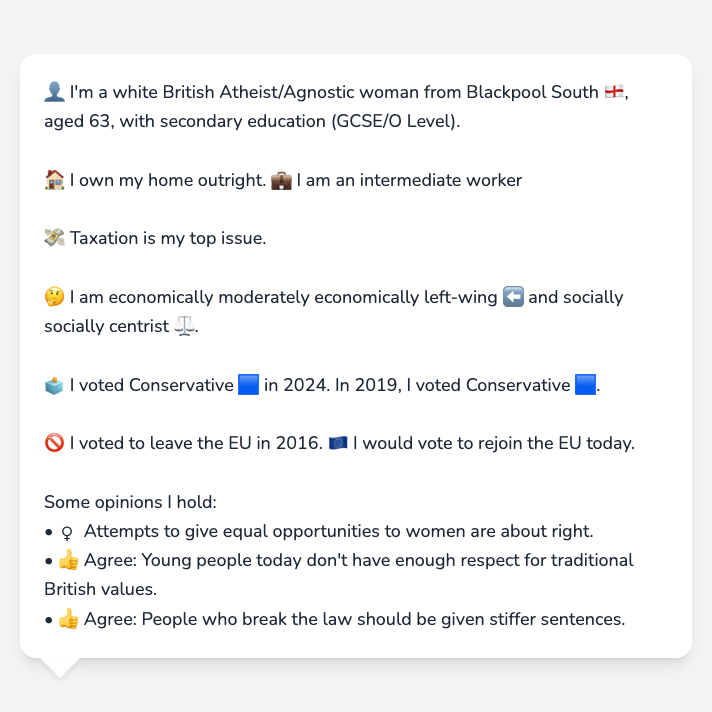 👤 I'm a white British Atheist/Agnostic woman from Blackpool South 🏴󠁧󠁢󠁥󠁮󠁧󠁿,
aged 63, with secondary education (GCSE/O Level).
🏠 I own my home outright. 💼 I am an intermediate worker
💸 Taxation is my top issue.
🤔 I am economically moderately economically left-wing ⬅️ and socially
socially centrist ⚖️.
🗳️ I voted Conservative 🟦 in 2024. In 2019, I voted Conservative 🟦.
🚫 I voted to leave the EU in 2016. 🇪🇺 I would vote to rejoin the EU today.
Some opinions I hold:
• ♀ Attempts to give equal opportunities to women are about right.
• 👍 Agree: Young people today don't have enough respect for traditional
British values.
• 👍 Agree: People who break the law should be given stiffer sentences.